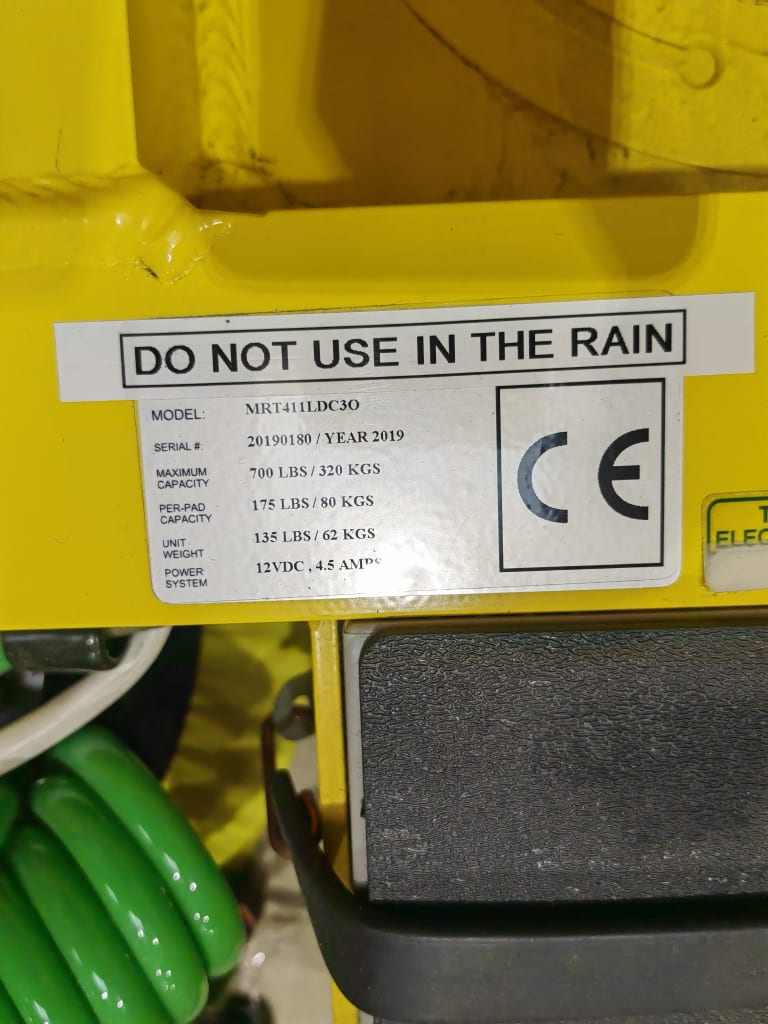 DO NOT USE IN THE RAIN
MODEL: MRT411LDC3O
SERIAL #: 20190180 / YEAR 2019
MAXIMUM CAPACITY 700 LBS / 320 KGS
PER-PAD CAPACITY 175 LBS / 80 KGS
UNIT WEIGHT 135 LBS / 62 KGS
POWER SYSTEM 12VDC , 4.5 AMPS
CE